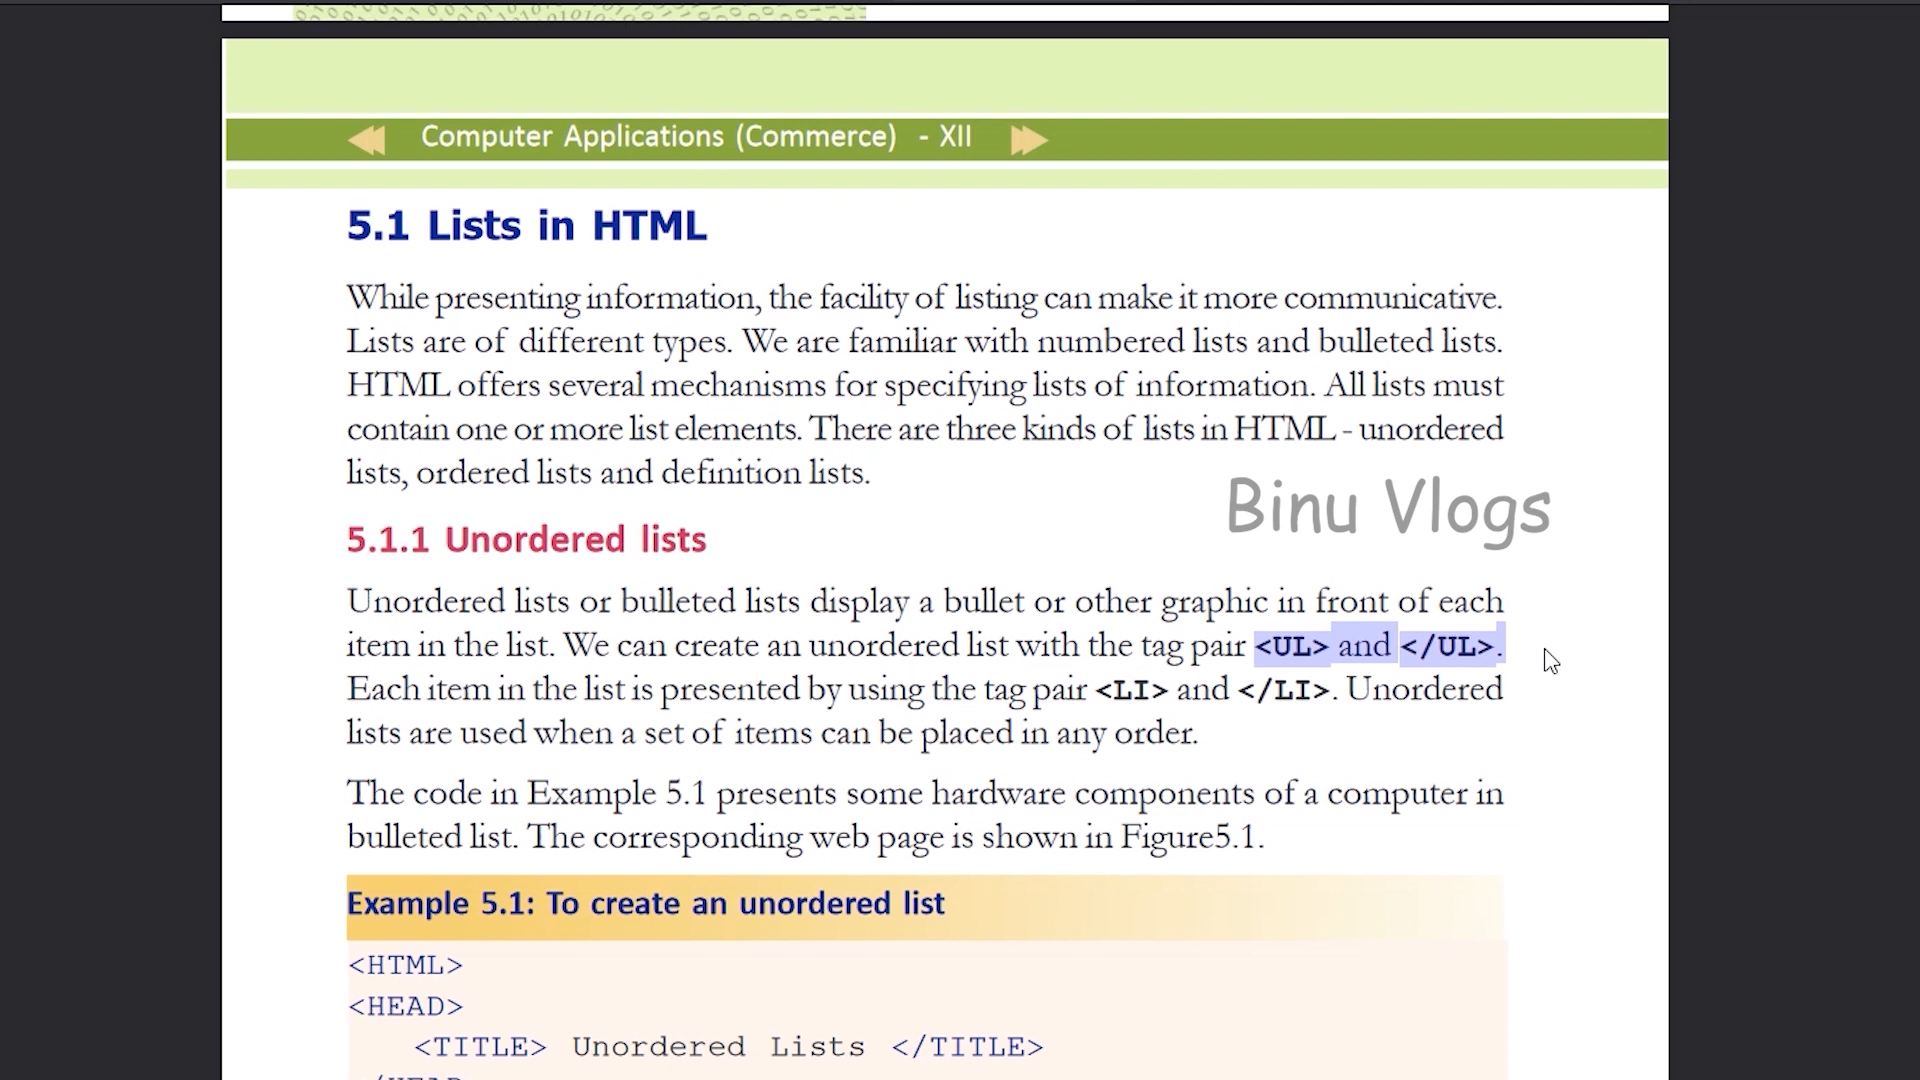 Computer Applications (Commerce) - XII
5.1 Lists in HTML
While presenting information, the facility of listing can make it more communicative.
Lists are of different types. We are familiar with numbered lists and bulleted lists.
HTML offers several mechanisms for specifying lists of information. All lists must
contain one or more list elements. There are three kinds of lists in HTML - unordered
lists, ordered lists and definition lists.
Binu Vlogs
5.1.1 Unordered lists
Unordered lists or bulleted lists display a bullet or other graphic in front of each
item in the list. We can create an unordered list with the tag pair <UL> and </UL>.
Each item in the list is presented by using the tag pair <LI> and </LI>. Unordered
lists are used when a set of items can be placed in any order.
The code in Example 5.1 presents some hardware components of a computer in
bulleted list. The corresponding web page is shown in Figure5.1.
Example 5.1: To create an unordered list
<HTML>
<HEAD>
<TITLE> Unordered Lists </TITLE>